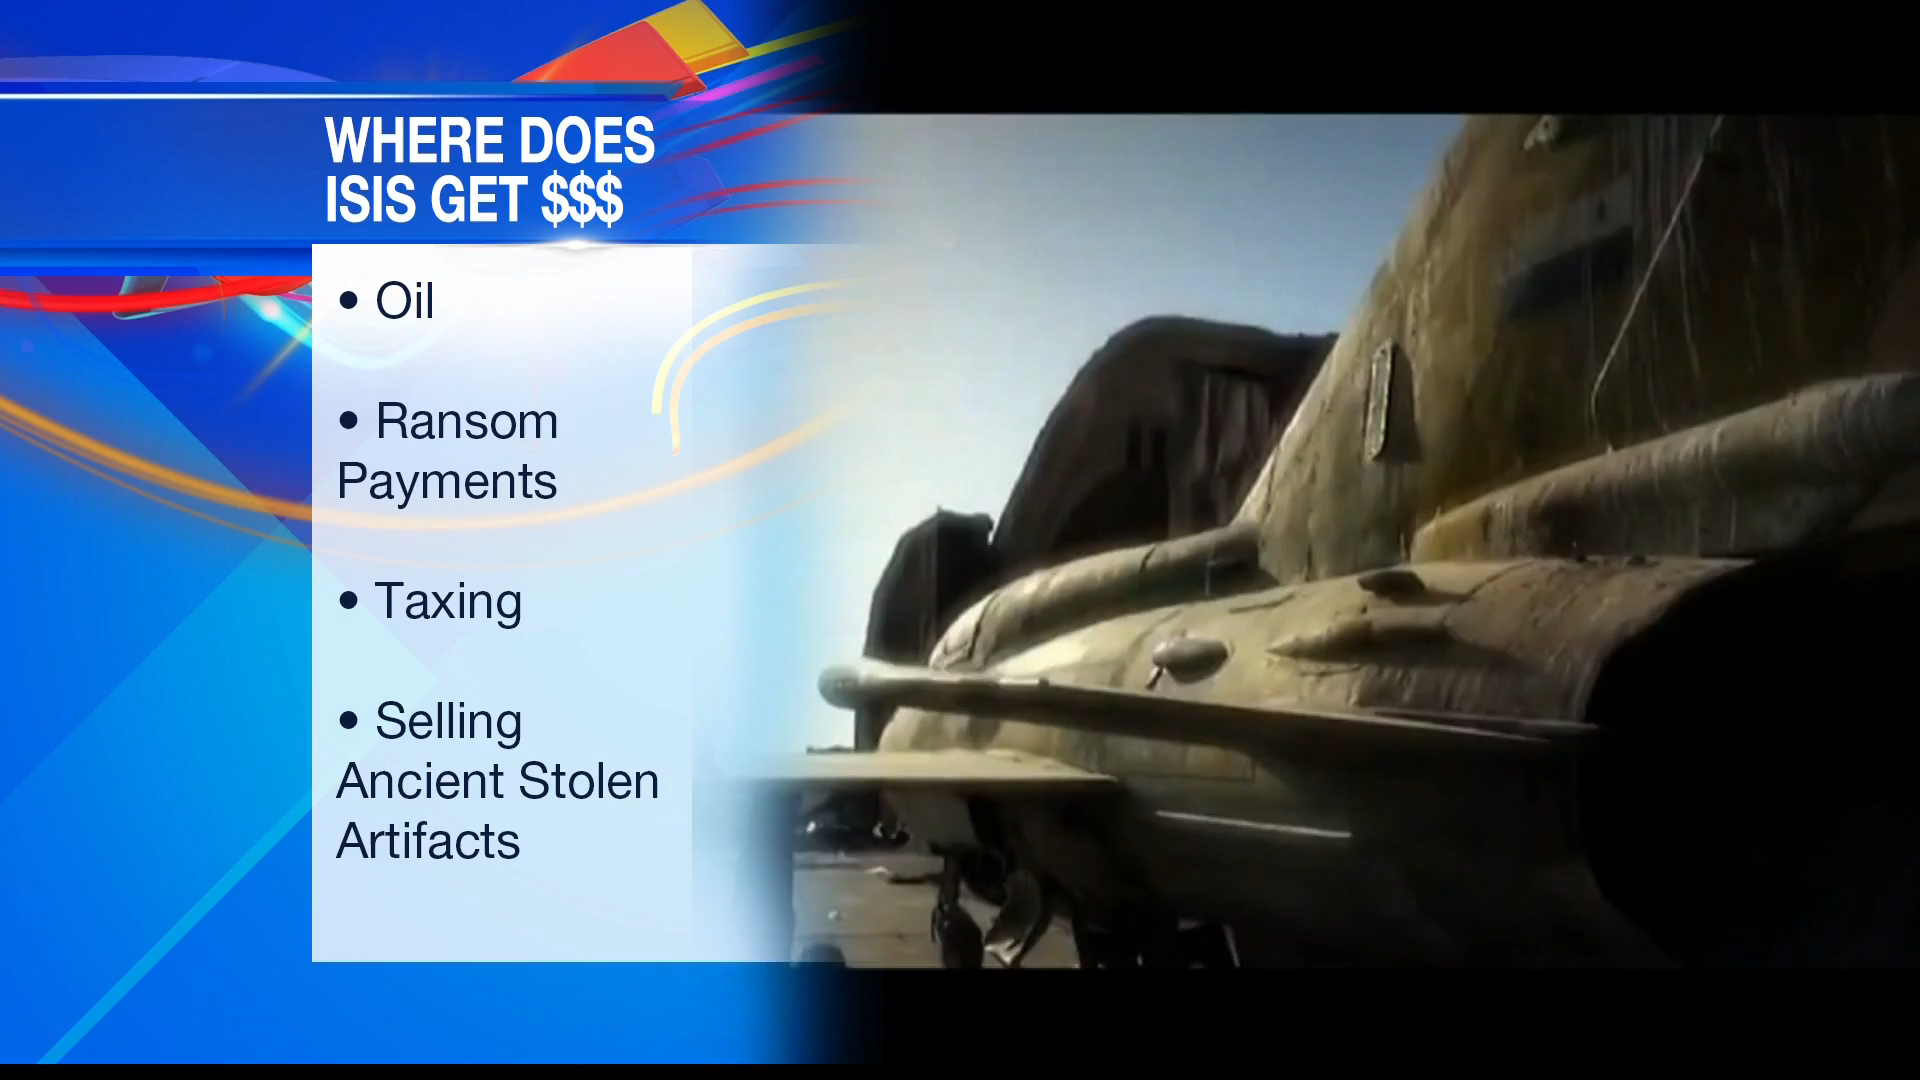 WHERE DOES
ISIS GET $$$
• Oil
• Ransom
Payments
• Taxing
• Selling
Ancient Stolen
Artifacts